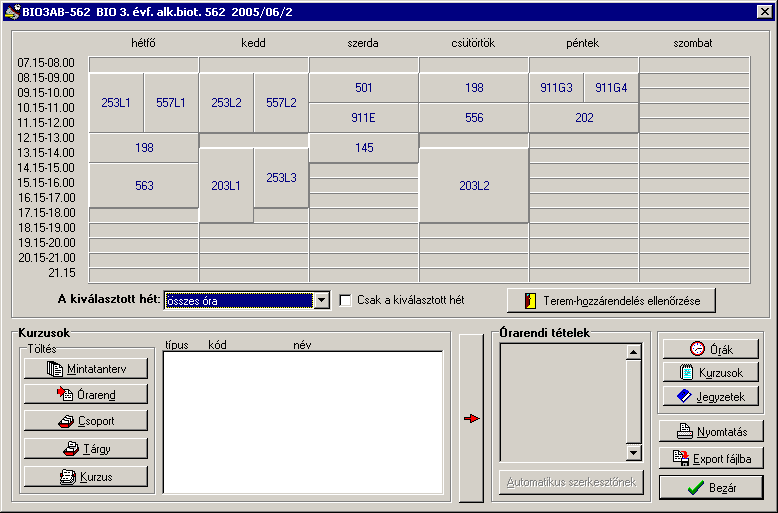 BIO3AB-562 BIO 3. évf. alk.biot. 562 2005/06/2
hétfő kedd szerda csütörtök péntek szombat
07.15-08.00
08.15-09.00
09.15-10.00
10.15-11.00
11.15-12.00
12.15-13.00
13.15-14.00
14.15-15.00
15.15-16.00
16.15-17.00
17.15-18.00
18.15-19.00
19.15-20.00
20.15-21.00
21.15
501 198 911G3 911G4
253L1 557L1 253L2 557L2
911E 556 202
198 145
563 203L1 253L3 203L2
A kiválasztott hét: összes óra Csak a kiválasztott hét Terem-hozzárendelés ellenőrzése
Kurzusok
Töltés
Mintatanterv
Órarend
Csoport
Tárgy
Kurzus
típus kód név
Órarendi tételek
Automatikus szerkesztőnek
Órák
Kurzusok
Jegyzetek
Nyomtatás
Export fájlba
Bezár